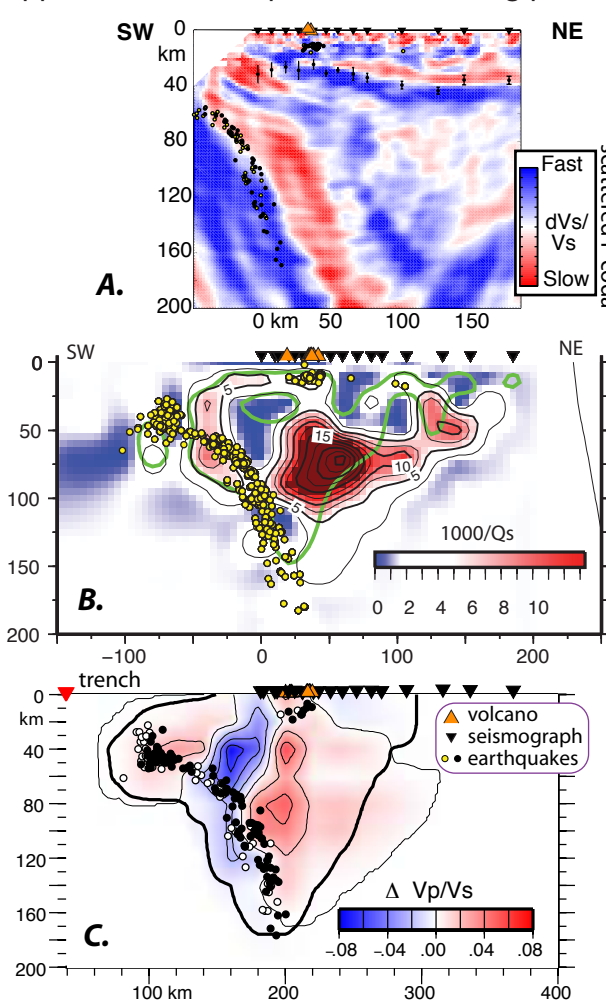 SW
NE
0
km
40
80
120
160
200
0 km 50 100 150
Fast
dVs/
Vs
Slow
A.
SW
NE
0
50
100
150
200
5
15
10
5
5
1000/Qs
0 2 4 6 8 10
B.
−100 0 100 200
trench
0
km
40
80
120
160
200
volcano
seismograph
earthquakes
Δ Vp/Vs
-.08 -.04 .00 .04 .08
C.
100 km 200 300 400